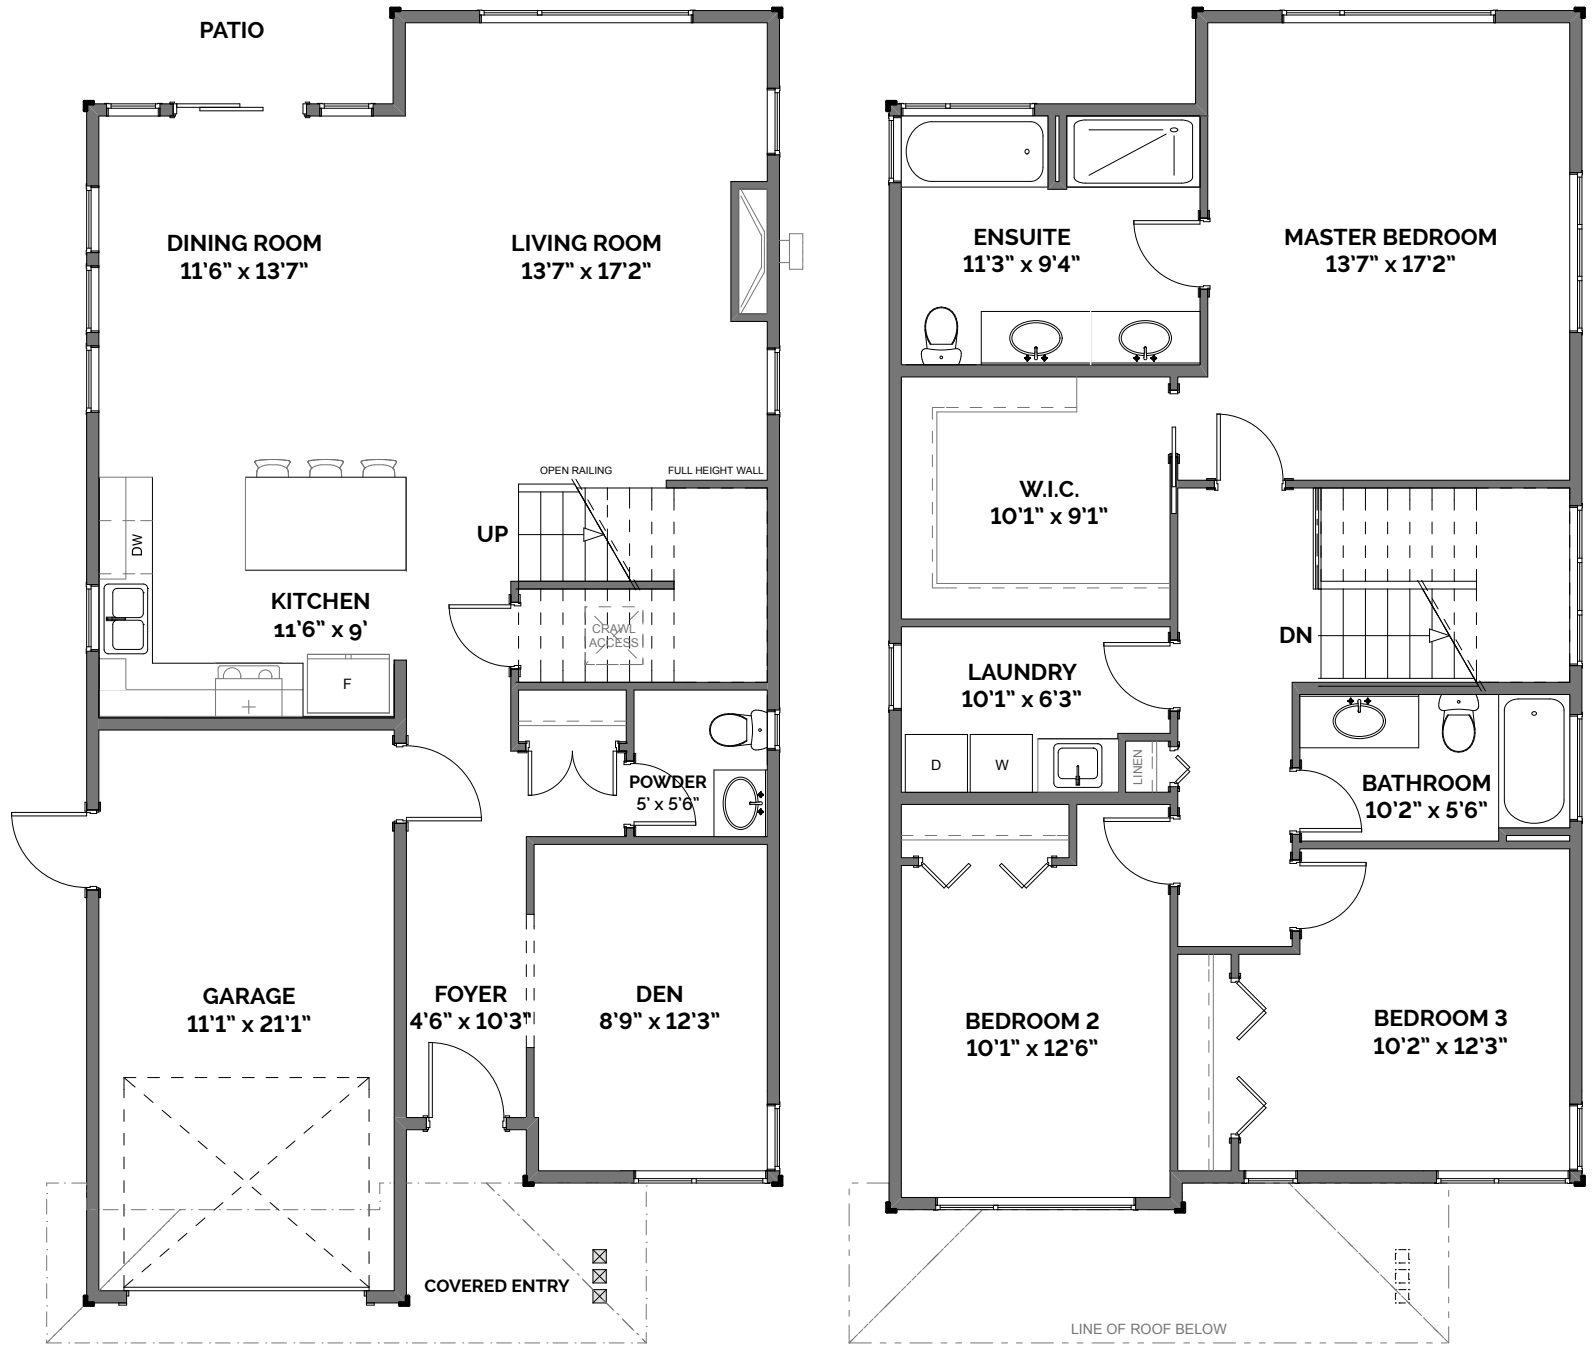 PATIO
DINING ROOM
11’6” x 13’7”
LIVING ROOM
13’7” x 17’2”
OPEN RAILING
FULL HEIGHT WALL
UP
DW
KITCHEN
11’6” x 9’
CRAWL
ACCESS
F
POWDER
5’ x 5’6”
GARAGE
11’1” x 21’1”
FOYER
4’6” x 10’3”
DEN
8’9” x 12’3”
COVERED ENTRY
ENSUITE
11’3” x 9’4”
MASTER BEDROOM
13’7” x 17’2”
W.I.C.
10’1” x 9’1”
DN
LAUNDRY
10’1” x 6’3”
D
W
LINEN
BATHROOM
10’2” x 5’6”
BEDROOM 2
10’1” x 12’6”
BEDROOM 3
10’2” x 12’3”
LINE OF ROOF BELOW